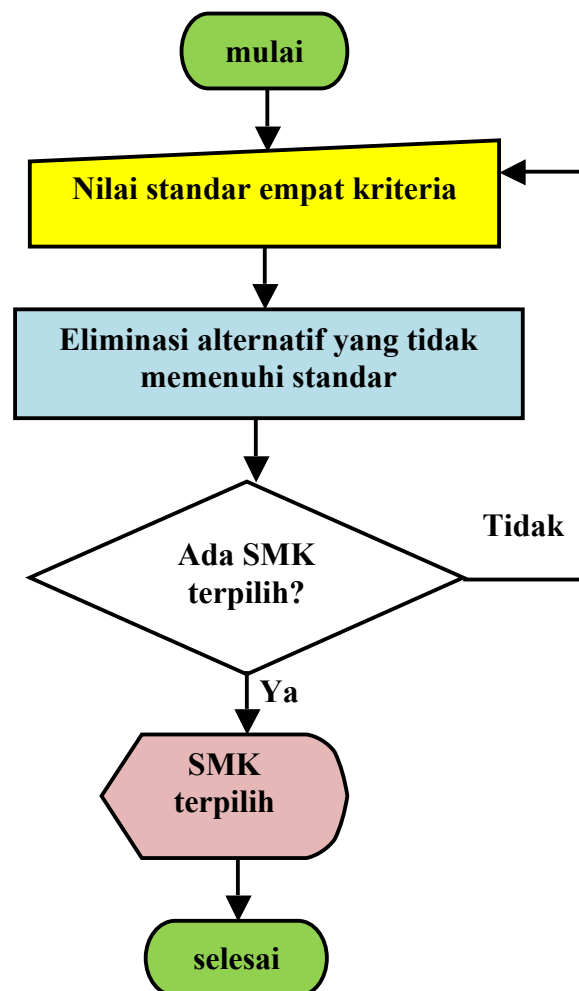 mulai
Nilai standar empat kriteria
Eliminasi alternatif yang tidak
memenuhi standar
Tidak
Ada SMK
terpilih?
Ya
SMK
terpilih
selesai